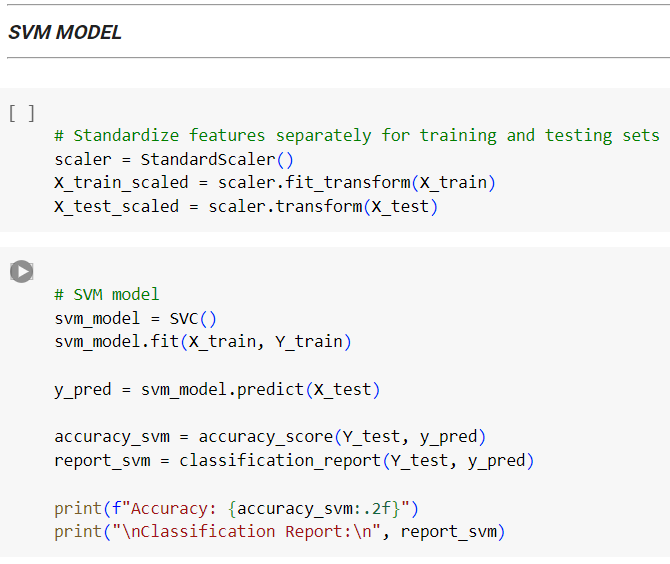 SVM MODEL
[ ]
# Standardize features separately for training and testing sets
scaler = StandardScaler()
X_train_scaled = scaler.fit_transform(X_train)
X_test_scaled = scaler.transform(X_test)
# SVM model
svm_model = SVC()
svm_model.fit(X_train, Y_train)
y_pred = svm_model.predict(X_test)
accuracy_svm = accuracy_score(Y_test, y_pred)
report_svm = classification_report(Y_test, y_pred)
print(f"Accuracy: {accuracy_svm:.2f}")
print("\nClassification Report:\n", report_svm)